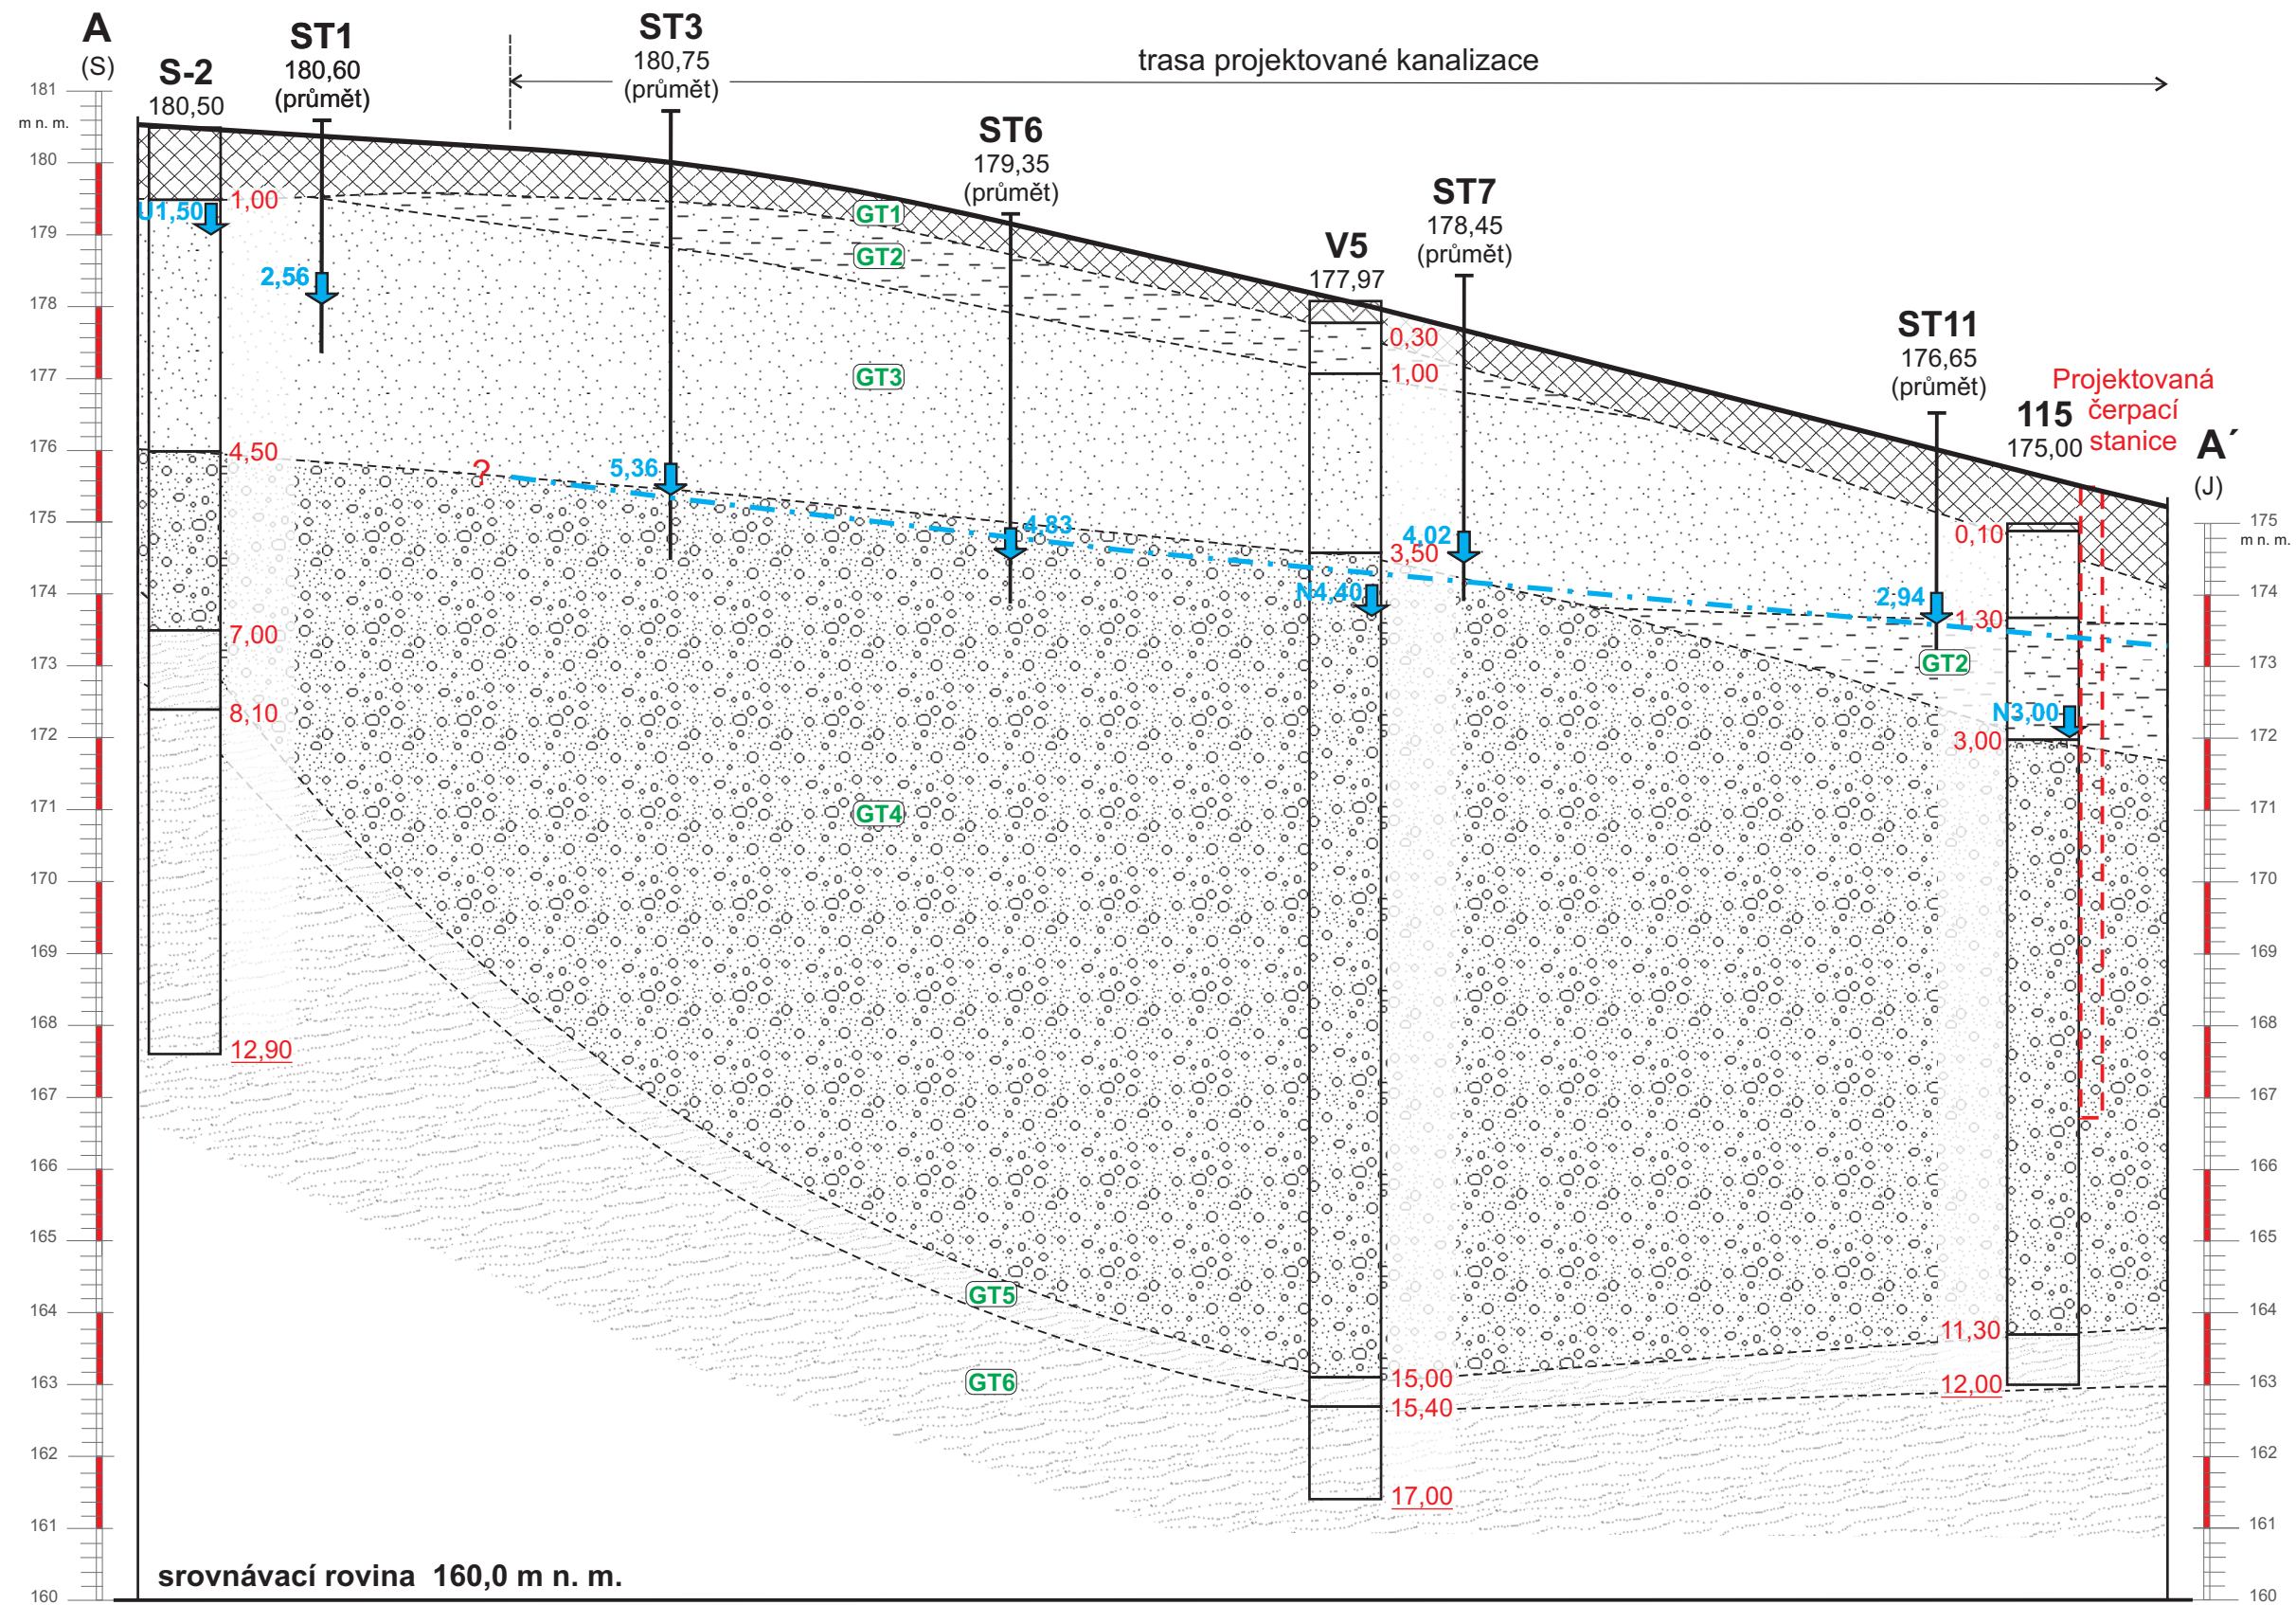 A
(S)
S-2
180,50
ST1
180,60
(průmět)
ST3
180,75
(průmět)
trasa projektované kanalizace
ST6
179,35
(průmět)
V5
177,97
ST7
178,45
(průmět)
ST11
176,65
(průmět)
115
175,00
Projektovaná
čerpací
stanice
A´
(J)
181
m n. m.
180
179
178
177
176
175
174
173
172
171
170
169
168
167
166
165
164
163
162
161
160
U1,50
1,00
4,50
7,00
8,10
12,90
2,56
?
5,36
4,83
GT1
GT2
GT3
GT4
GT5
GT6
0,30
1,00
3,50
N4,40
15,00
15,40
17,00
4,02
2,94
GT2
0,10
1,30
N3,00
3,00
11,30
12,00
175
m n. m.
174
173
172
171
170
169
168
167
166
165
164
163
162
161
160
srovnávací rovina 160,0 m n. m.